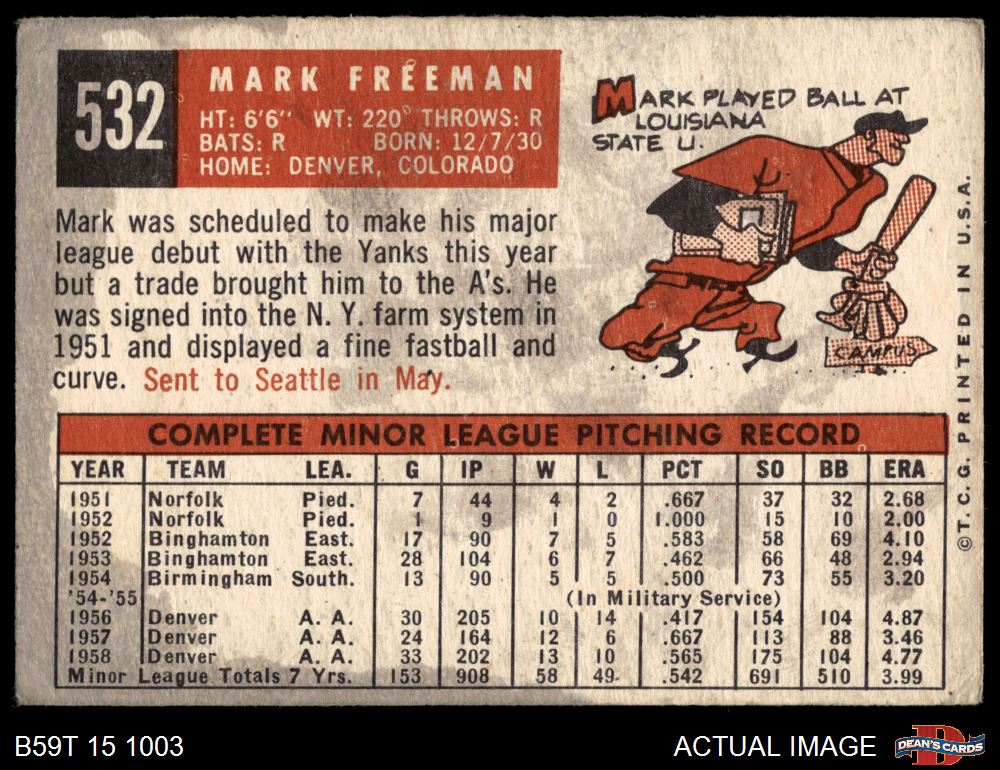 532
MARK FREEMAN
HT: 6'6" WT: 220 THROWS: R
BATS: R BORN: 12/7/30
HOME: DENVER, COLORADO
MARK PLAYED BALL AT
LOUISIANA
STATE U.
CAMPUS
Mark was scheduled to make his major
league debut with the Yanks this year
but a trade brought him to the A's. He
was signed into the N. Y. farm system in
1951 and displayed a fine fastball and
curve. Sent to Seattle in May.
COMPLETE MINOR LEAGUE PITCHING RECORD
YEAR TEAM LEA. G IP W L PCT SO BB ERA
1951 Norfolk Pied. 7 44 4 2 .667 37 32 2.68
1952 Norfolk Pied. 1 9 1 0 1.000 15 10 2.00
1952 Binghamton East. 17 90 7 5 .583 58 69 4.10
1953 Binghamton East. 28 104 6 7 .462 66 48 2.94
1954 Birmingham South. 13 90 5 5 .500 73 55 3.20
'54-'55 (In Military Service)
1956 Denver A. A. 30 205 10 14 .417 154 104 4.87
1957 Denver A. A. 24 164 12 6 .667 113 88 3.46
1958 Denver A. A. 33 202 13 10 .565 175 104 4.77
Minor League Totals 7 Yrs. 153 908 58 49 .542 691 510 3.99
© T. C. G. PRINTED IN U.S.A.
B59T 15 1003
ACTUAL IMAGE
D
DEAN'S CARDS